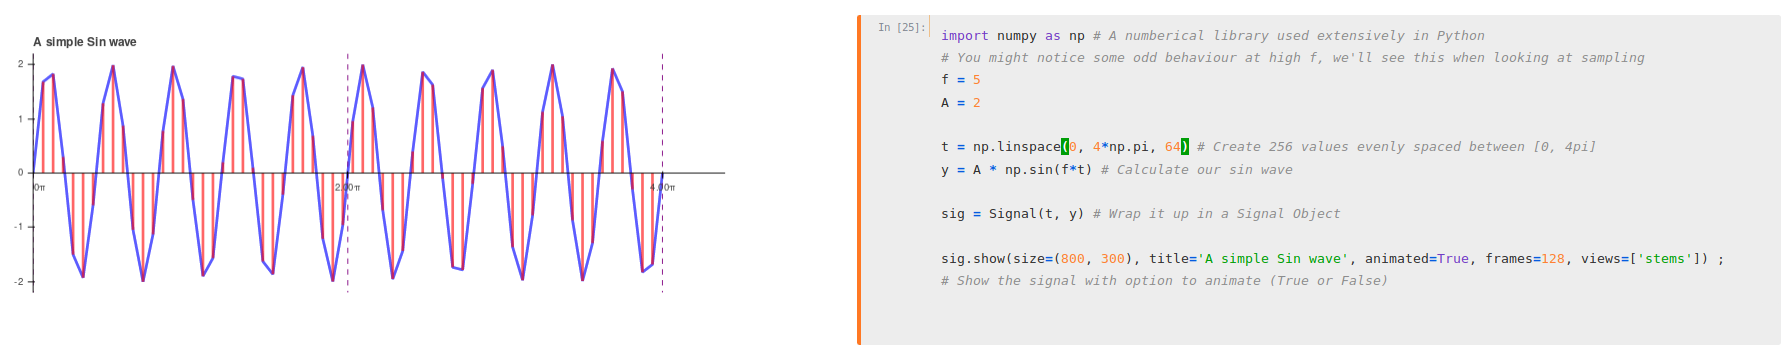 A simple Sin wave
2
1
0
-1
-2
0π
2.00π
4.00π
In [25]:
import numpy as np # A numberical library used extensively in Python
# You might notice some odd behaviour at high f, we'll see this when looking at sampling
f = 5
A = 2
t = np.linspace(0, 4*np.pi, 64) # Create 256 values evenly spaced between [0, 4pi]
y = A * np.sin(f*t) # Calculate our sin wave
sig = Signal(t, y) # Wrap it up in a Signal Object
sig.show(size=(800, 300), title='A simple Sin wave', animated=True, frames=128, views=['stems']) ;
# Show the signal with option to animate (True or False)